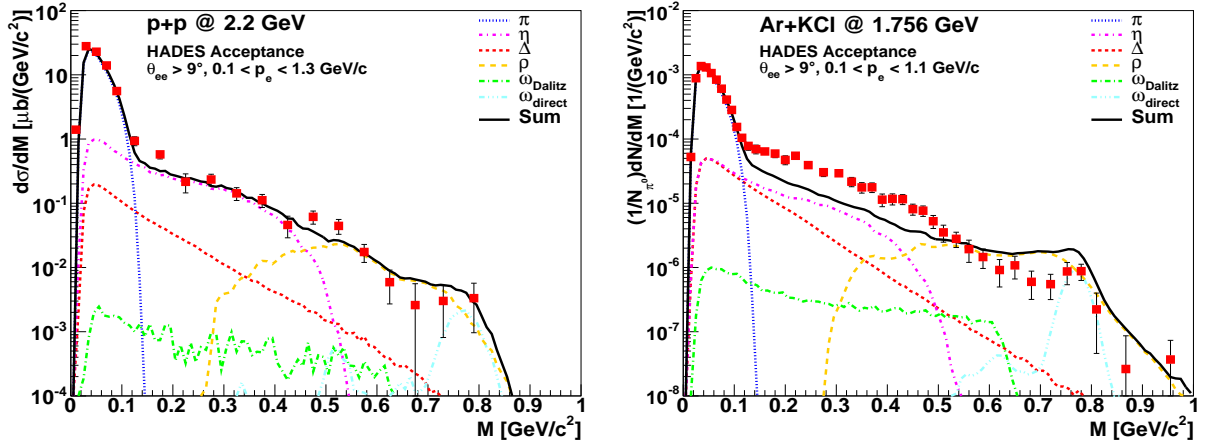 p+p @ 2.2 GeV
HADES Acceptance
θee > 9°, 0.1 < pe < 1.3 GeV/c
π
η
Δ
ρ
ωDalitz
ωdirect
Sum
dσ/dM [μb/(GeV/c²)]
10²
10
1
10⁻¹
10⁻²
10⁻³
10⁻⁴
0 0.1 0.2 0.3 0.4 0.5 0.6 0.7 0.8 0.9 1
M [GeV/c²]
Ar+KCl @ 1.756 GeV
HADES Acceptance
θee > 9°, 0.1 < pe < 1.1 GeV/c
π
η
Δ
ρ
ωDalitz
ωdirect
Sum
(1/Nπ⁰)dN/dM [1/(GeV/c²)]
10⁻²
10⁻³
10⁻⁴
10⁻⁵
10⁻⁶
10⁻⁷
10⁻⁸
0 0.1 0.2 0.3 0.4 0.5 0.6 0.7 0.8 0.9 1
M [GeV/c²]